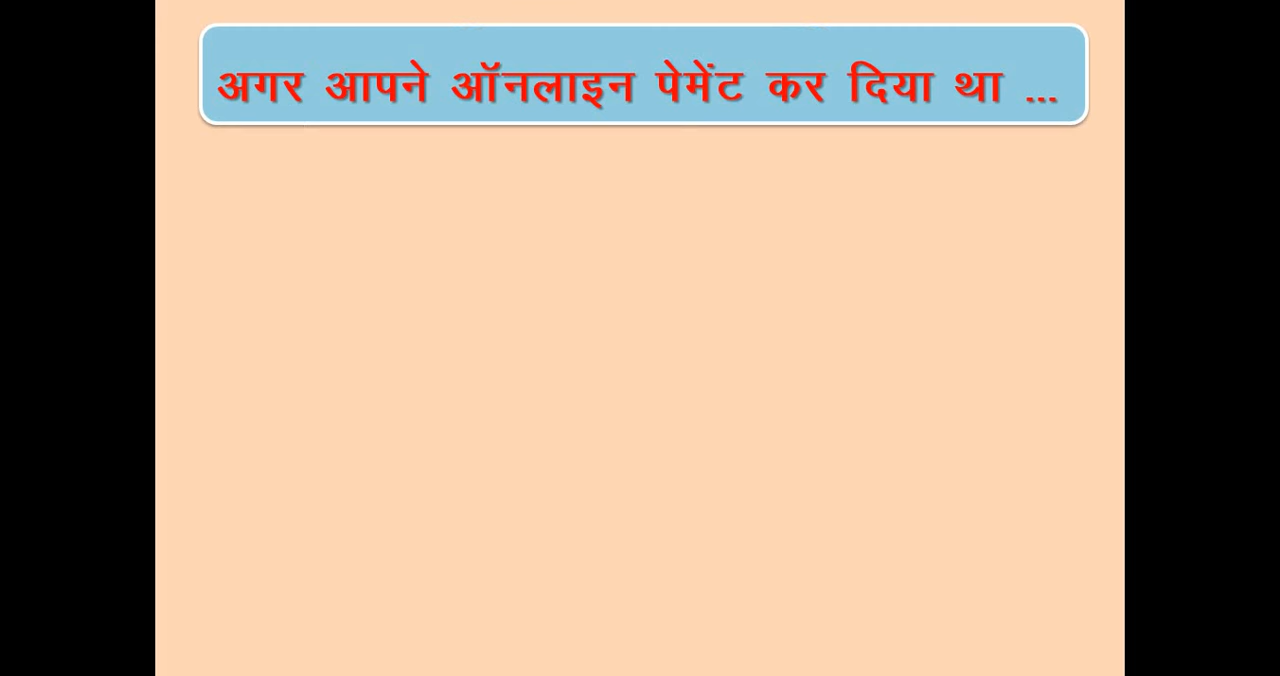 अगर आपने ऑनलाइन पेमेंट कर दिया था ...